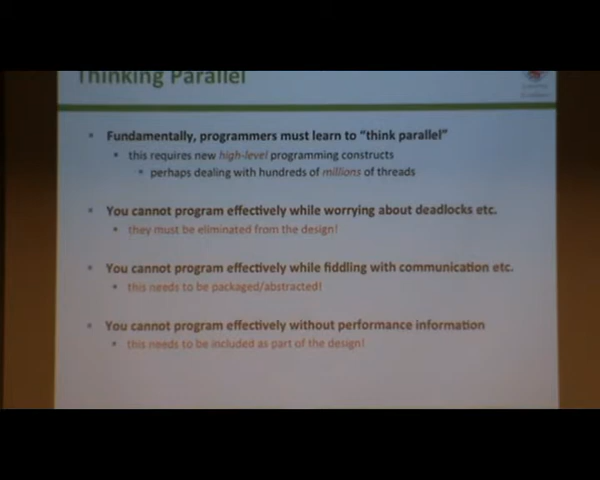 Thinking Parallel
• Fundamentally, programmers must learn to "think parallel"
• this requires new high-level programming constructs
• perhaps dealing with hundreds of millions of threads
• You cannot program effectively while worrying about deadlocks etc.
• they must be eliminated from the design!
• You cannot program effectively while fiddling with communication etc.
• this needs to be packaged/abstracted!
• You cannot program effectively without performance information
• this needs to be included as part of the design!